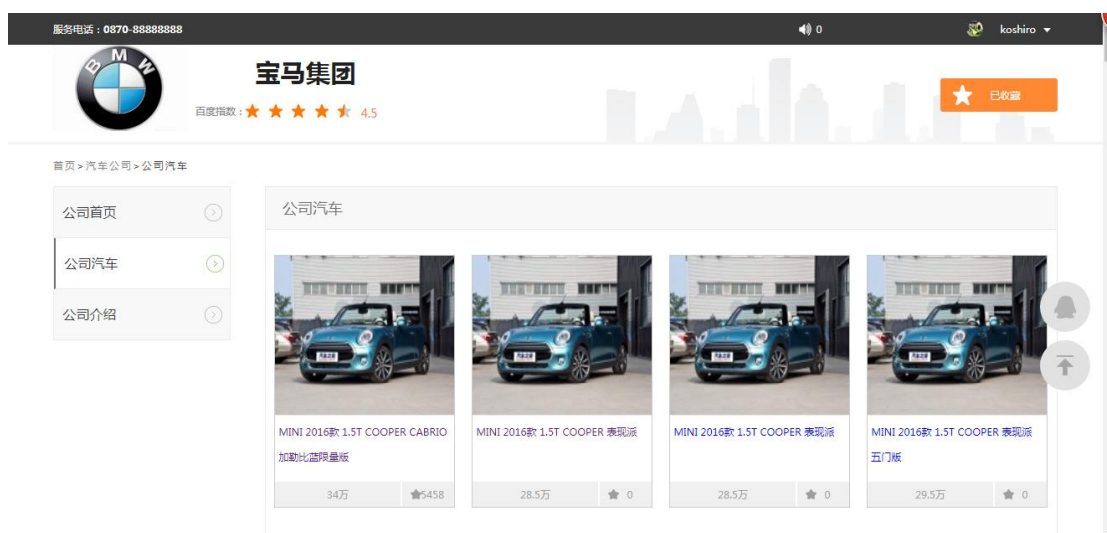 服务电话：0870-88888888
0
koshiro
BMW
宝马集团
百度指数：
4.5
已收藏
首页>汽车公司>公司汽车
公司首页
公司汽车
公司介绍
公司汽车
MINI 2016款 1.5T COOPER CABRIO
加勒比蓝限量版
34万
5458
MINI 2016款 1.5T COOPER 表现派
28.5万
0
MINI 2016款 1.5T COOPER 表现派
28.5万
0
MINI 2016款 1.5T COOPER 表现派
五门版
29.5万
0